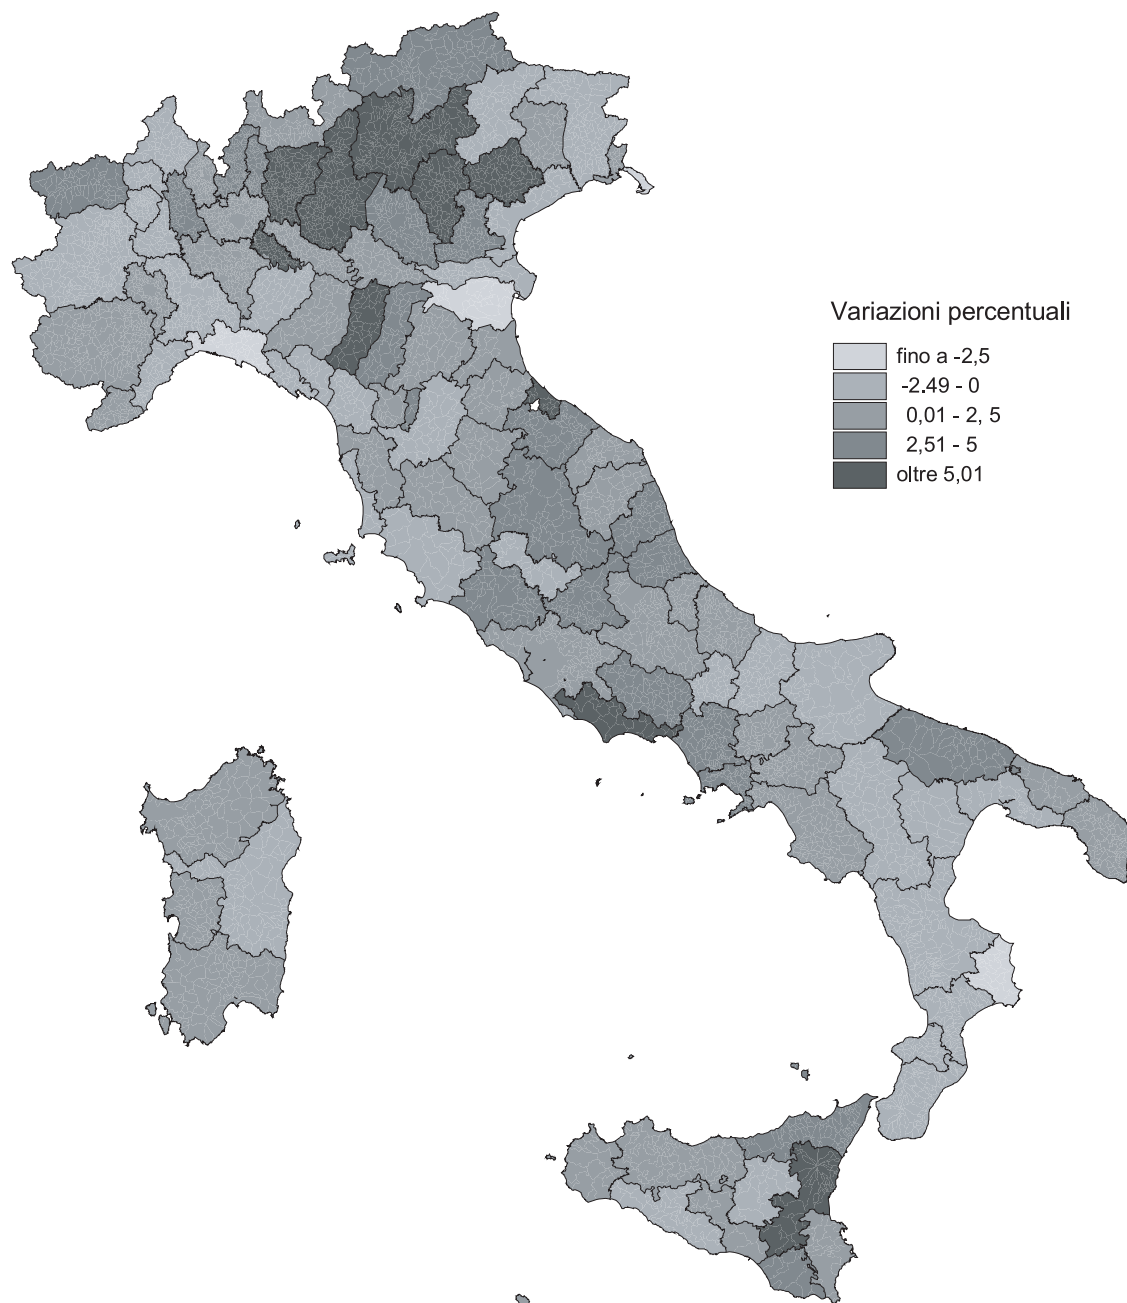 Variazioni percentuali
fino a -2,5
-2.49 - 0
0,01 - 2, 5
2,51 - 5
oltre 5,01